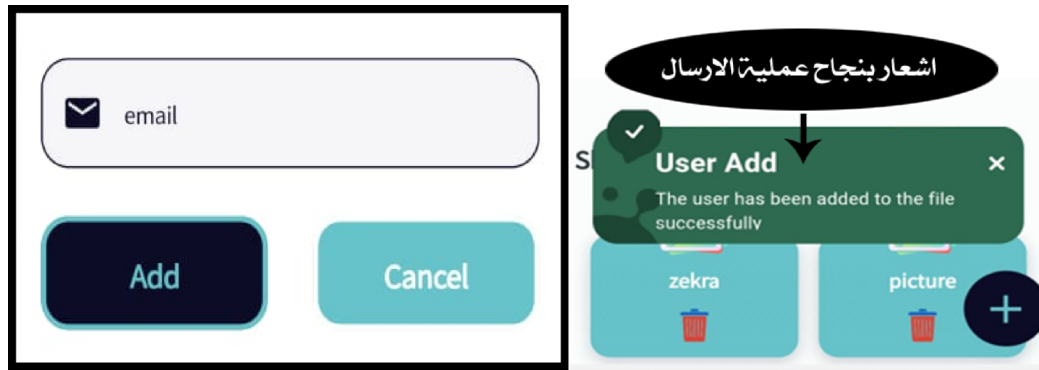 email
Add
Cancel
اشعار بنجاح عملية الارسال
User Add
The user has been added to the file
successfully
zekra
picture